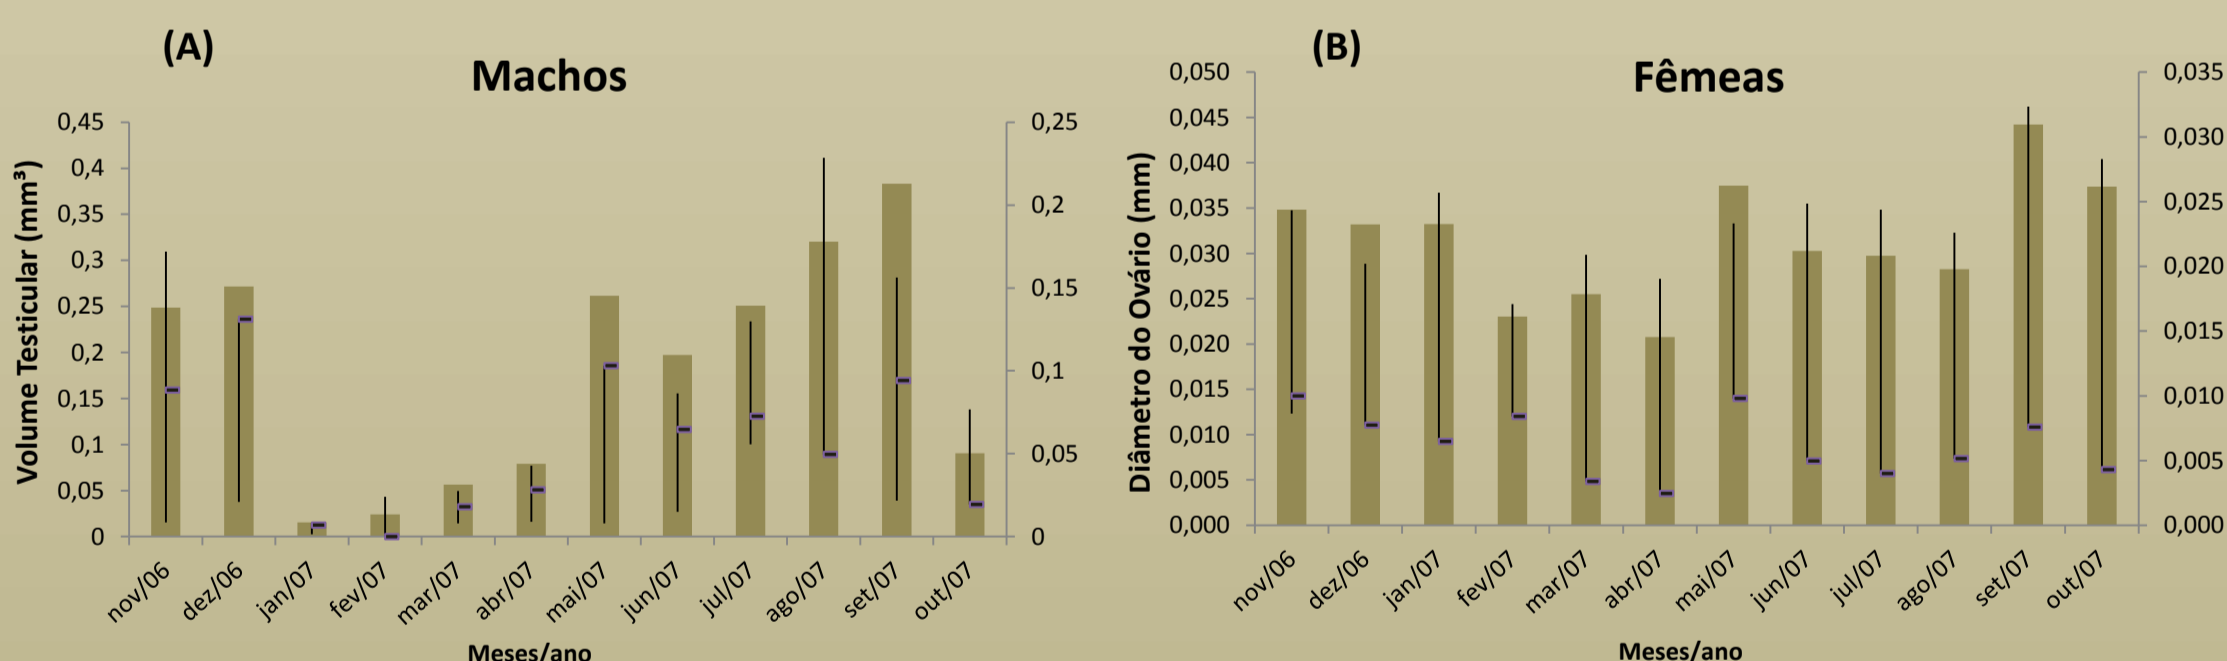 (A)
Machos
Volume Testicular (mm³)
0,45
0,4
0,35
0,3
0,25
0,2
0,15
0,1
0,05
0
0,25
0,2
0,15
0,1
0,05
0
nov/06
dez/06
jan/07
fev/07
mar/07
abr/07
mai/07
jun/07
jul/07
ago/07
set/07
out/07
Meses/ano
(B)
Fêmeas
Diâmetro do Ovário (mm)
0,050
0,045
0,040
0,035
0,030
0,025
0,020
0,015
0,010
0,005
0,000
0,035
0,030
0,025
0,020
0,015
0,010
0,005
0,000
nov/06
dez/06
jan/07
fev/07
mar/07
abr/07
mai/07
jun/07
jul/07
ago/07
set/07
out/07
Meses/ano